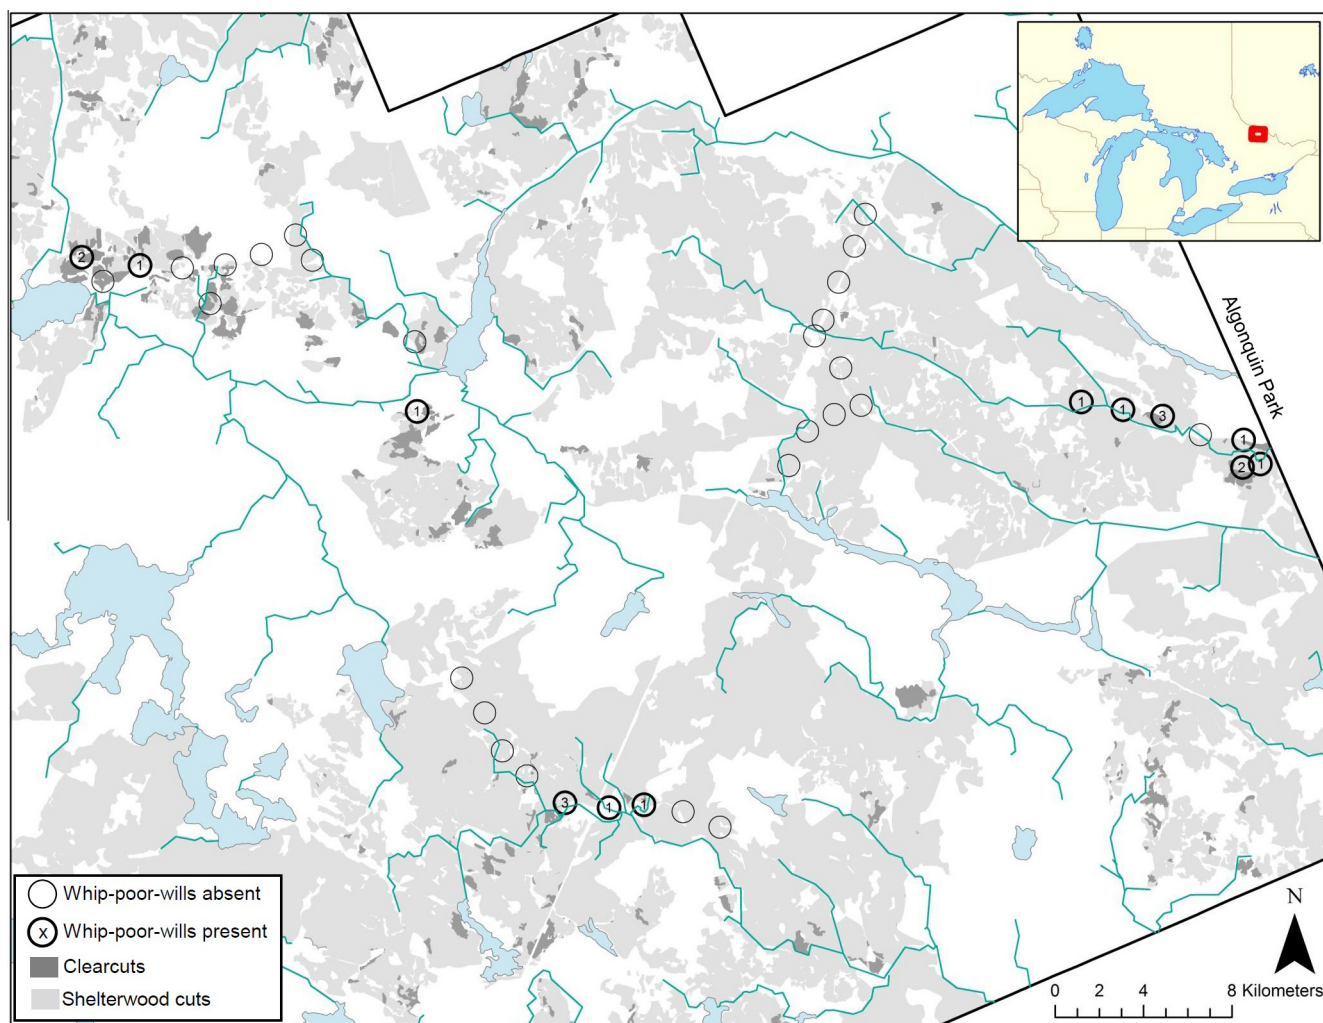 2
1
1
Algonquin Park
1
1
3
1
2
1
3
1
1
Whip-poor-wills absent
x Whip-poor-wills present
Clearcuts
Shelterwood cuts
N
0 2 4 8 Kilometers